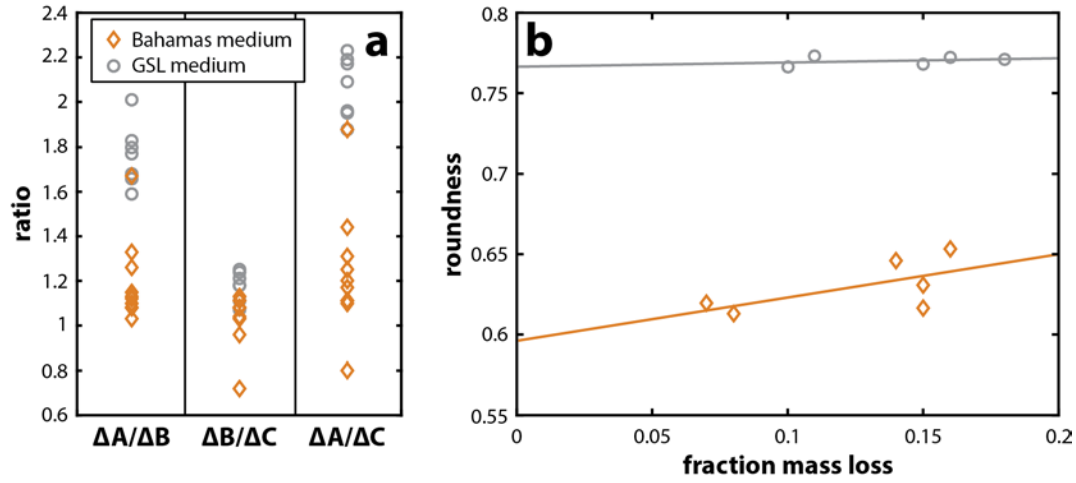 a
Bahamas medium
GSL medium
2.4
2.2
2
1.8
1.6
1.4
1.2
1
0.8
0.6
ratio
ΔA/ΔB ΔB/ΔC ΔA/ΔC
b
0.8
0.75
0.7
0.65
0.6
0.55
roundness
0 0.05 0.1 0.15 0.2
fraction mass loss